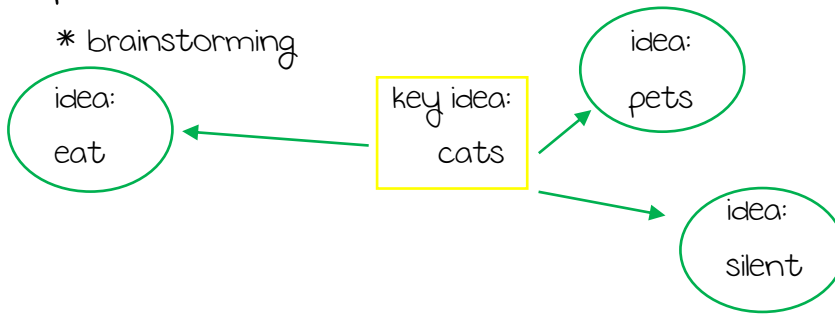 * brainstorming
idea:
pets
idea:
eat
key idea:
cats
idea:
silent